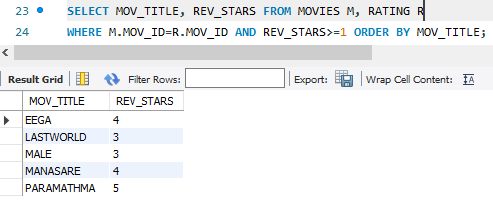 23 SELECT MOV_TITLE, REV_STARS FROM MOVIES M, RATING R
24 WHERE M.MOV_ID=R.MOV_ID AND REV_STARS>=1 ORDER BY MOV_TITLE;
Result Grid Filter Rows: Export: Wrap Cell Content: IA
MOV_TITLE REV_STARS
EEGA 4
LASTWORLD 3
MALE 3
MANASARE 4
PARAMATHMA 5